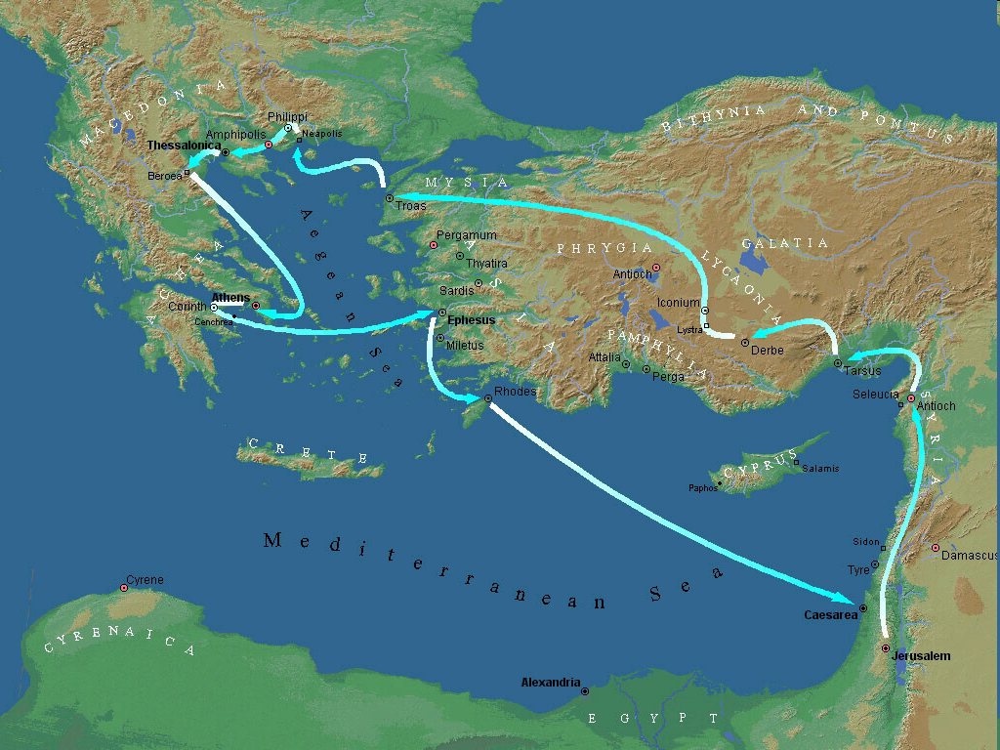 MACEDONIA
BITHYNIA AND PONTUS
Philippi
Neapolis
Amphipolis
Thessalonica
Beroea
MYSIA
Troas
Aegean Sea
ACHEA
Pergamum
Thyatira
Sardis
ASIA
PHRYGIA
GALATIA
LYCAONIA
Antioch
Iconium
Lystra
Derbe
Athens
Corinth
Cenchrea
Ephesus
Miletus
PAMPHYLIA
Attalia
Perga
Tarsus
Rhodes
Seleucia
Antioch
SYRIA
CRETE
CYPRUS
Salamis
Paphos
Mediterranean Sea
Sidon
Damascus
Tyre
Cyrene
Caesarea
CYRENAICA
Jerusalem
Alexandria
EGYPT